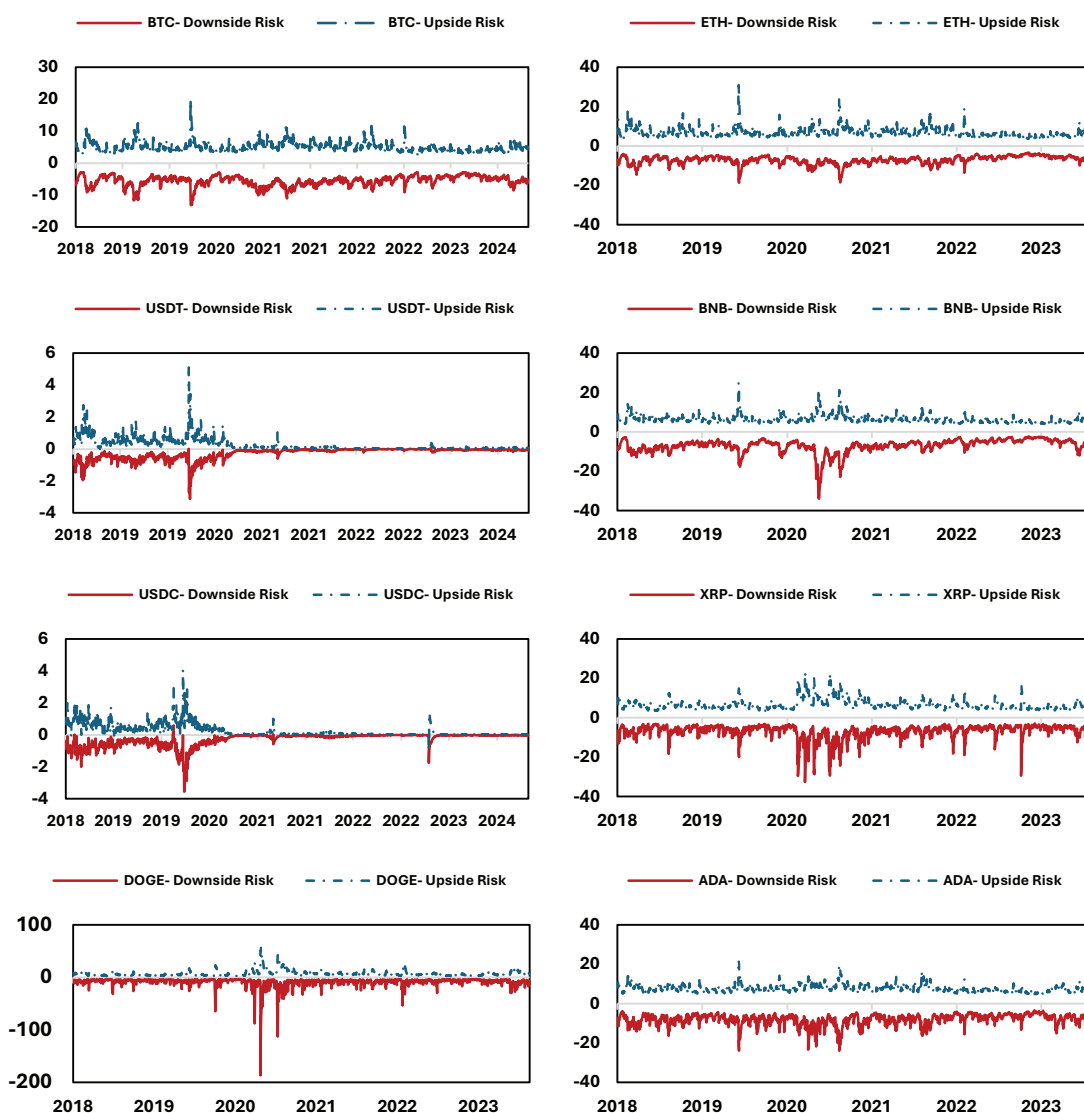 BTC- Downside Risk BTC- Upside Risk
30
20
10
0
-10
-20
2018 2019 2019 2020 2021 2021 2022 2022 2023 2024
ETH- Downside Risk ETH- Upside Risk
40
20
0
-20
-40
2018 2019 2020 2021 2022 2023
USDT- Downside Risk USDT- Upside Risk
6
4
2
0
-2
-4
2018 2019 2019 2020 2021 2021 2022 2022 2023 2024
BNB- Downside Risk BNB- Upside Risk
40
20
0
-20
-40
2018 2019 2020 2021 2022 2023
USDC- Downside Risk USDC- Upside Risk
6
4
2
0
-2
-4
2018 2019 2019 2020 2021 2021 2022 2022 2023 2024
XRP- Downside Risk XRP- Upside Risk
40
20
0
-20
-40
2018 2019 2020 2021 2022 2023
DOGE- Downside Risk DOGE- Upside Risk
100
0
-100
-200
2018 2019 2020 2021 2022 2023
ADA- Downside Risk ADA- Upside Risk
40
20
0
-20
-40
2018 2019 2020 2021 2022 2023